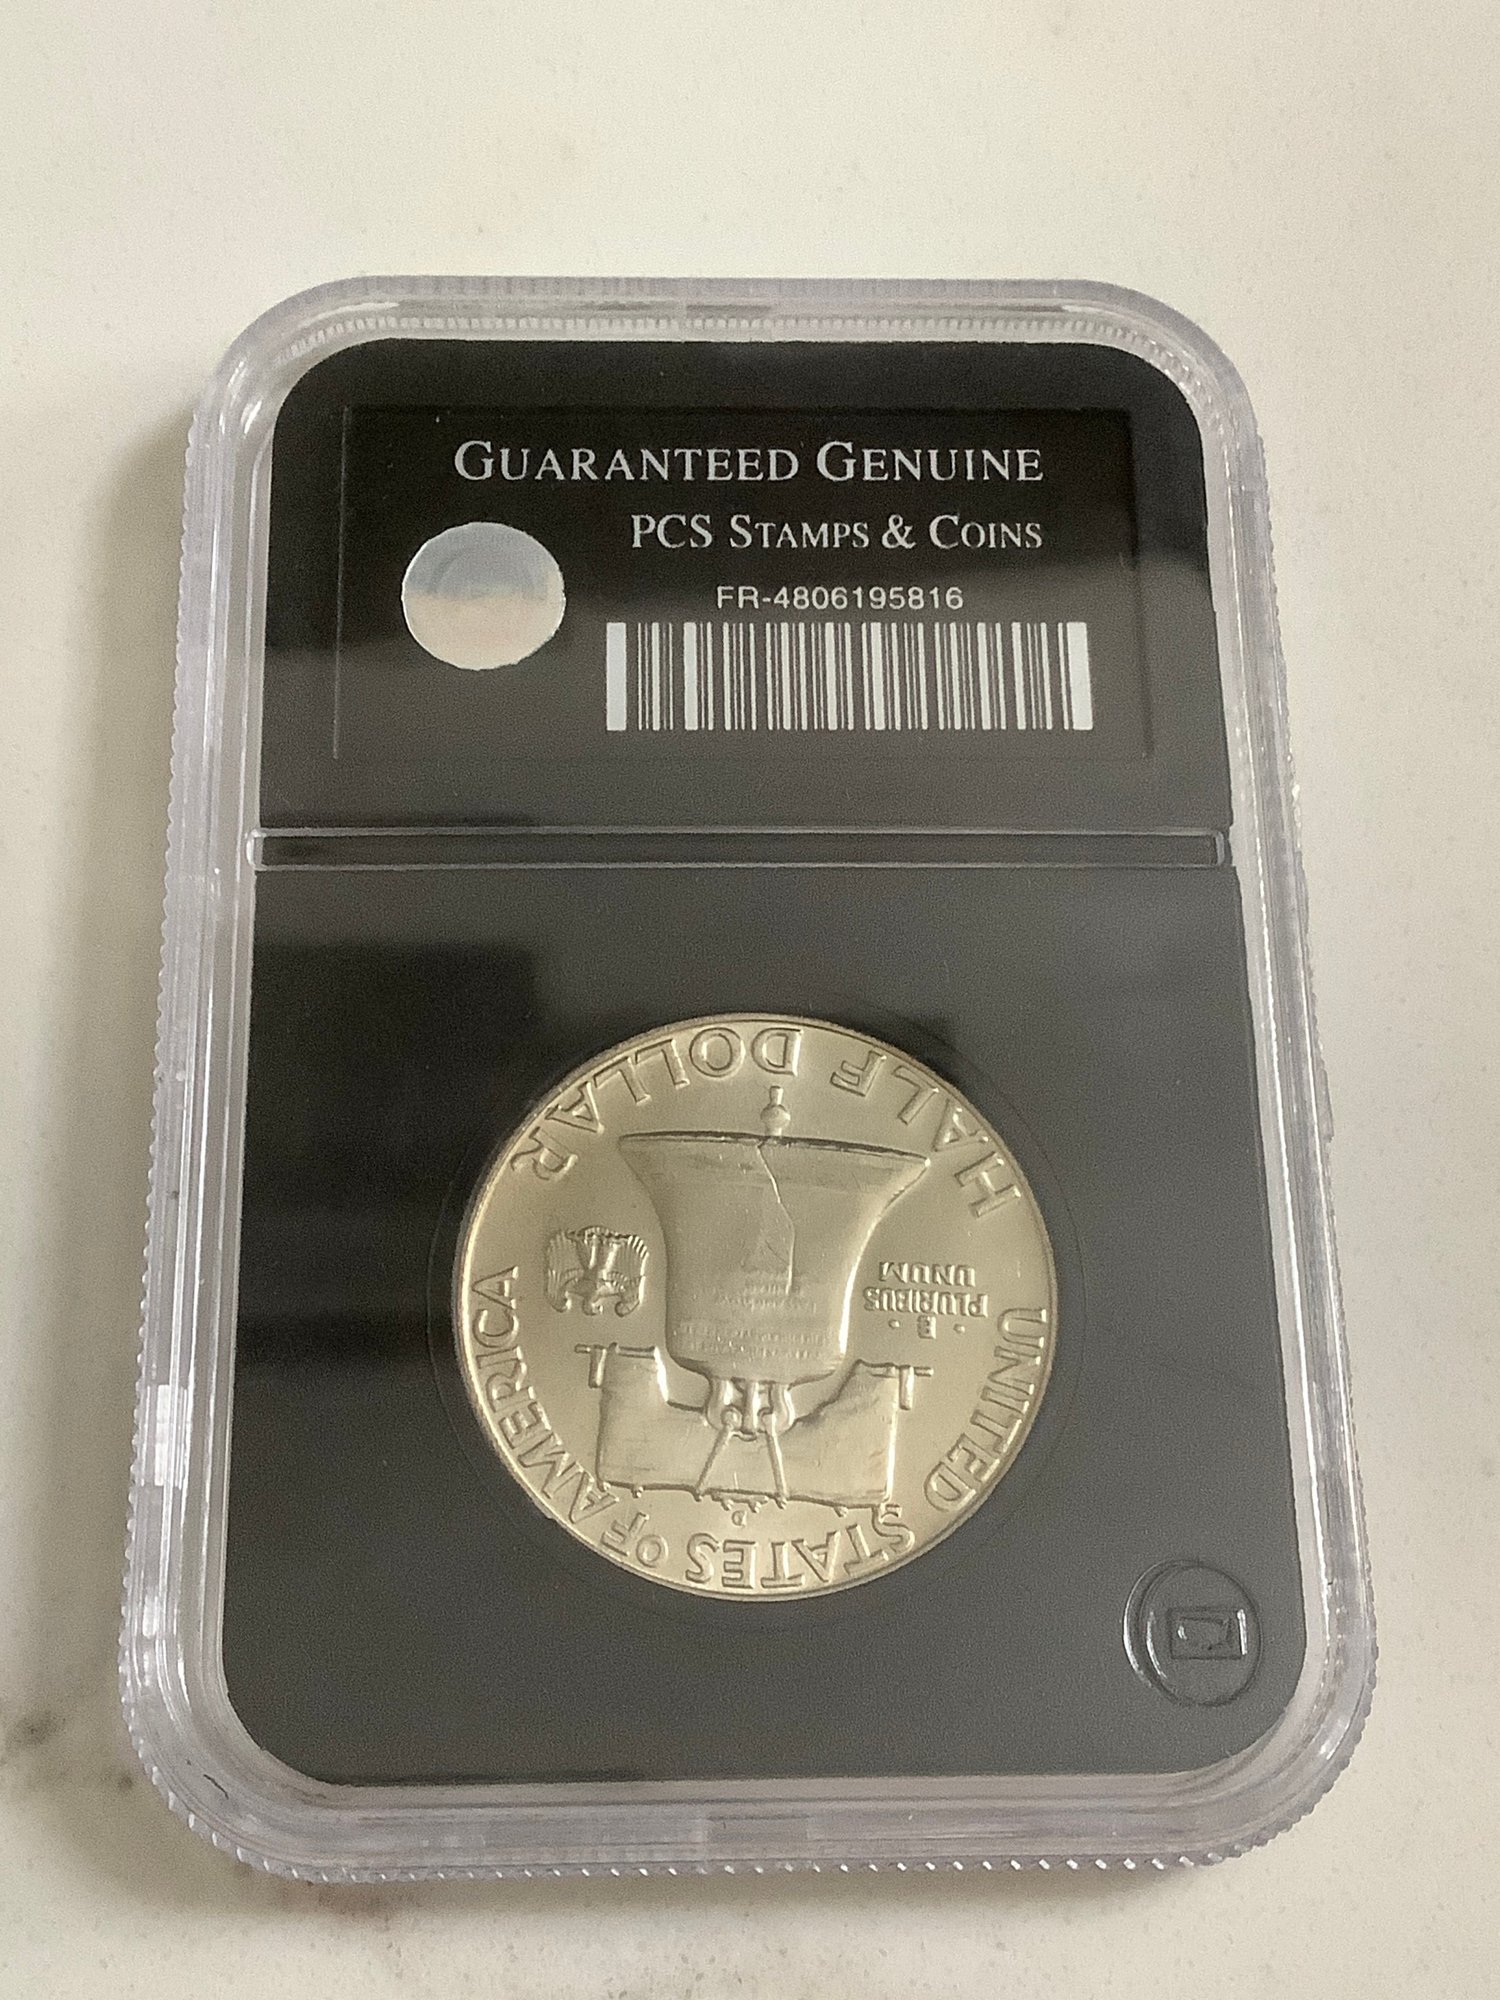 GUARANTEED GENUINE
PCS STAMPS & COINS
FR-4806195816
UNITED STATES OF AMERICA
D
E
PLURIBUS
UNUM
HALF DOLLAR